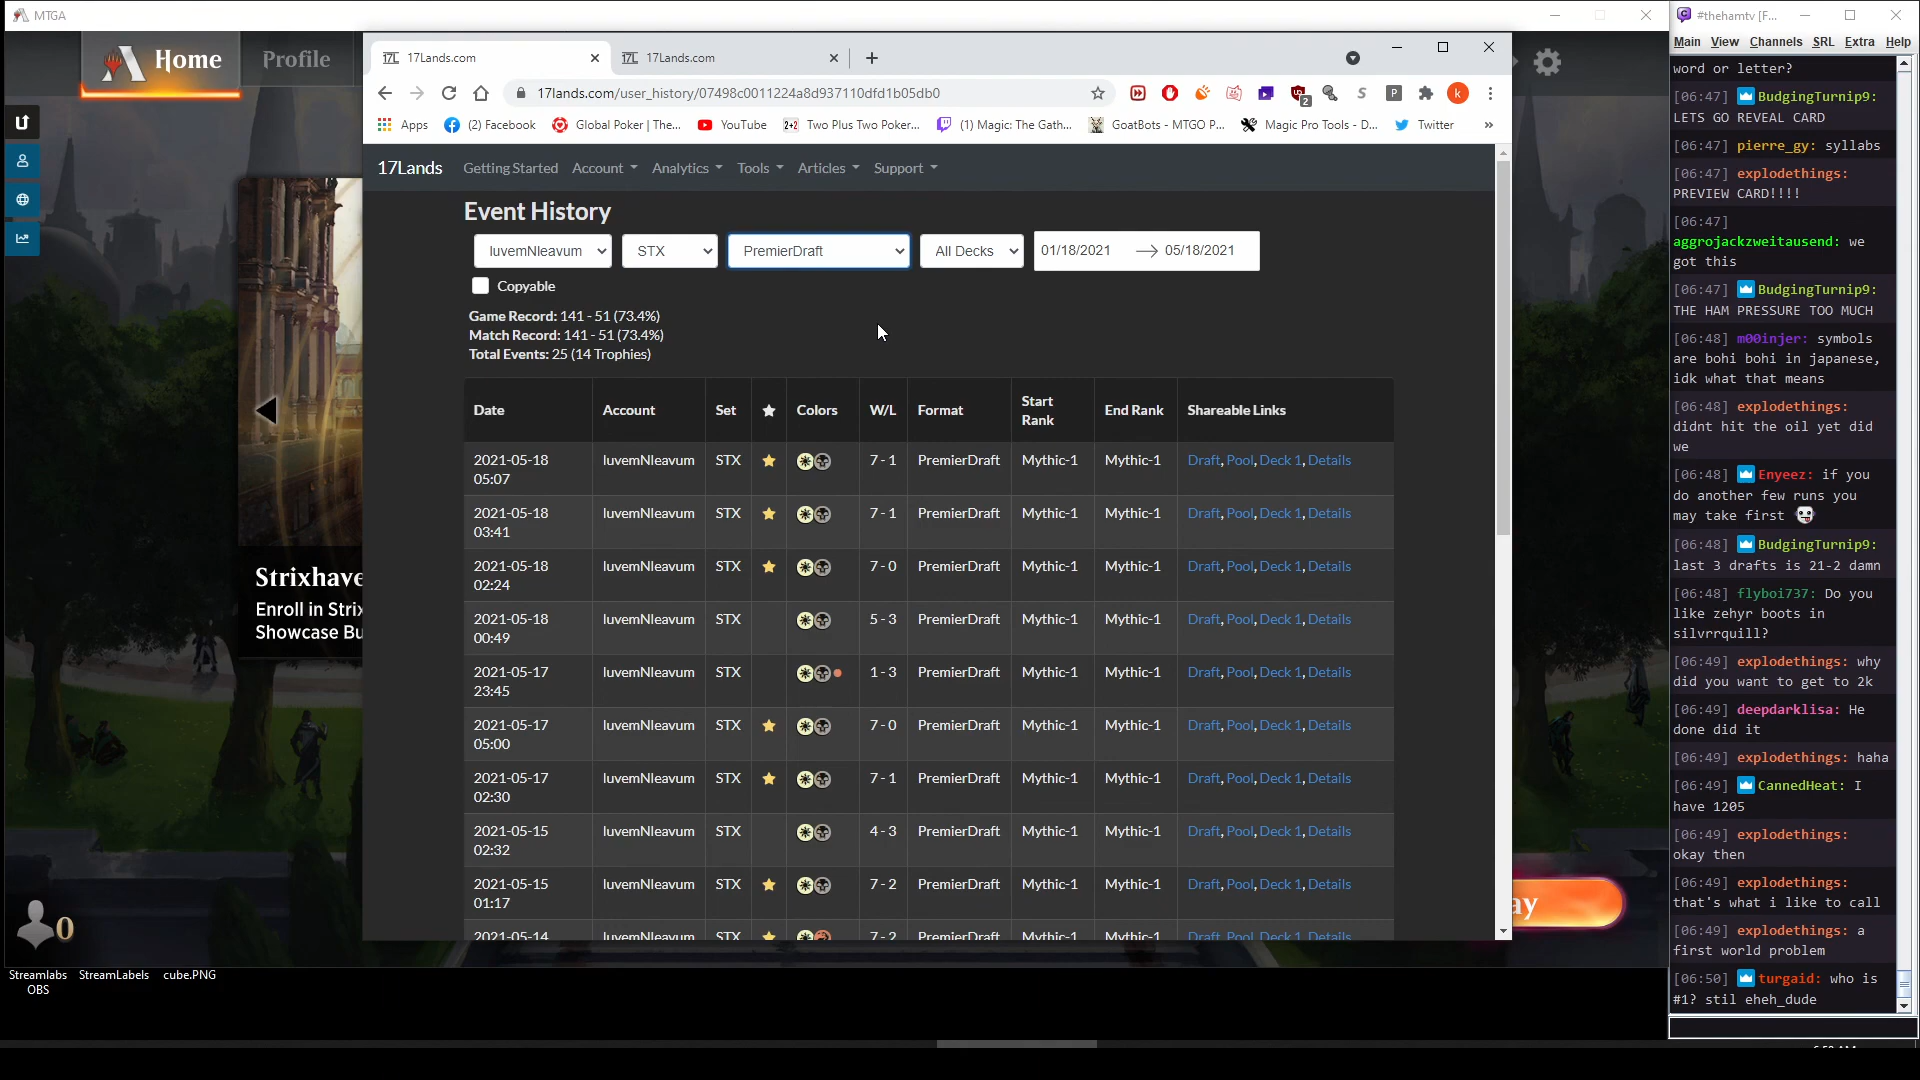 MTGA
#thehamtv [F...
Home
Profile
17Lands.com
17Lands.com
17lands.com/user_history/07498c0011224a8d937110dfd1b05db0
2
k
Apps
(2) Facebook
Global Poker | The...
YouTube
Two Plus Two Poker...
(1) Magic: The Gath...
GoatBots - MTGO P...
Magic Pro Tools - D...
Twitter
»
17Lands
Getting Started
Account
Analytics
Tools
Articles
Support
Event History
luvemNleavum
STX
PremierDraft
All Decks
01/18/2021
05/18/2021
Copyable
Game Record: 141 - 51 (73.4%)
Match Record: 141 - 51 (73.4%)
Total Events: 25 (14 Trophies)
Date Account Set Colors W/L Format Start Rank End Rank Shareable Links
2021-05-18 05:07 luvemNleavum STX 7 - 1 PremierDraft Mythic-1 Mythic-1 Draft, Pool, Deck 1, Details
2021-05-18 03:41 luvemNleavum STX 7 - 1 PremierDraft Mythic-1 Mythic-1 Draft, Pool, Deck 1, Details
2021-05-18 02:24 luvemNleavum STX 7 - 0 PremierDraft Mythic-1 Mythic-1 Draft, Pool, Deck 1, Details
2021-05-18 00:49 luvemNleavum STX 5 - 3 PremierDraft Mythic-1 Mythic-1 Draft, Pool, Deck 1, Details
2021-05-17 23:45 luvemNleavum STX 1 - 3 PremierDraft Mythic-1 Mythic-1 Draft, Pool, Deck 1, Details
2021-05-17 05:00 luvemNleavum STX 7 - 0 PremierDraft Mythic-1 Mythic-1 Draft, Pool, Deck 1, Details
2021-05-17 02:30 luvemNleavum STX 7 - 1 PremierDraft Mythic-1 Mythic-1 Draft, Pool, Deck 1, Details
2021-05-15 02:32 luvemNleavum STX 4 - 3 PremierDraft Mythic-1 Mythic-1 Draft, Pool, Deck 1, Details
2021-05-15 01:17 luvemNleavum STX 7 - 2 PremierDraft Mythic-1 Mythic-1 Draft, Pool, Deck 1, Details
2021-05-14 luvemNleavum STX 7 - 2 PremierDraft Mythic-1 Mythic-1 Draft, Pool, Deck 1, Details
Strixhave
Enroll in Strix
Showcase Bu
ay
0
Streamlabs
OBS
StreamLabels
cube.PNG
Main View Channels SRL Extra Help
word or letter?
[06:47] BudgingTurnip9:
LETS GO REVEAL CARD
[06:47] pierre_gy: syllabs
[06:47] explodethings:
PREVIEW CARD!!!!
[06:47]
aggrojackzweitausend: we
got this
[06:47] BudgingTurnip9:
THE HAM PRESSURE TOO MUCH
[06:48] m00injer: symbols
are bohi bohi in japanese,
idk what that means
[06:48] explodethings:
didnt hit the oil yet did
we
[06:48] Enyeez: if you
do another few runs you
may take first
[06:48] BudgingTurnip9:
last 3 drafts is 21-2 damn
[06:48] flyboi737: Do you
like zehyr boots in
silvrrquill?
[06:49] explodethings: why
did you want to get to 2k
[06:49] deepdarklisa: He
done did it
[06:49] explodethings: haha
[06:49] CannedHeat: I
have 1205
[06:49] explodethings:
okay then
[06:49] explodethings:
that's what i like to call
[06:49] explodethings: a
first world problem
[06:50] turgaid: who is
#1? stil eheh_dude